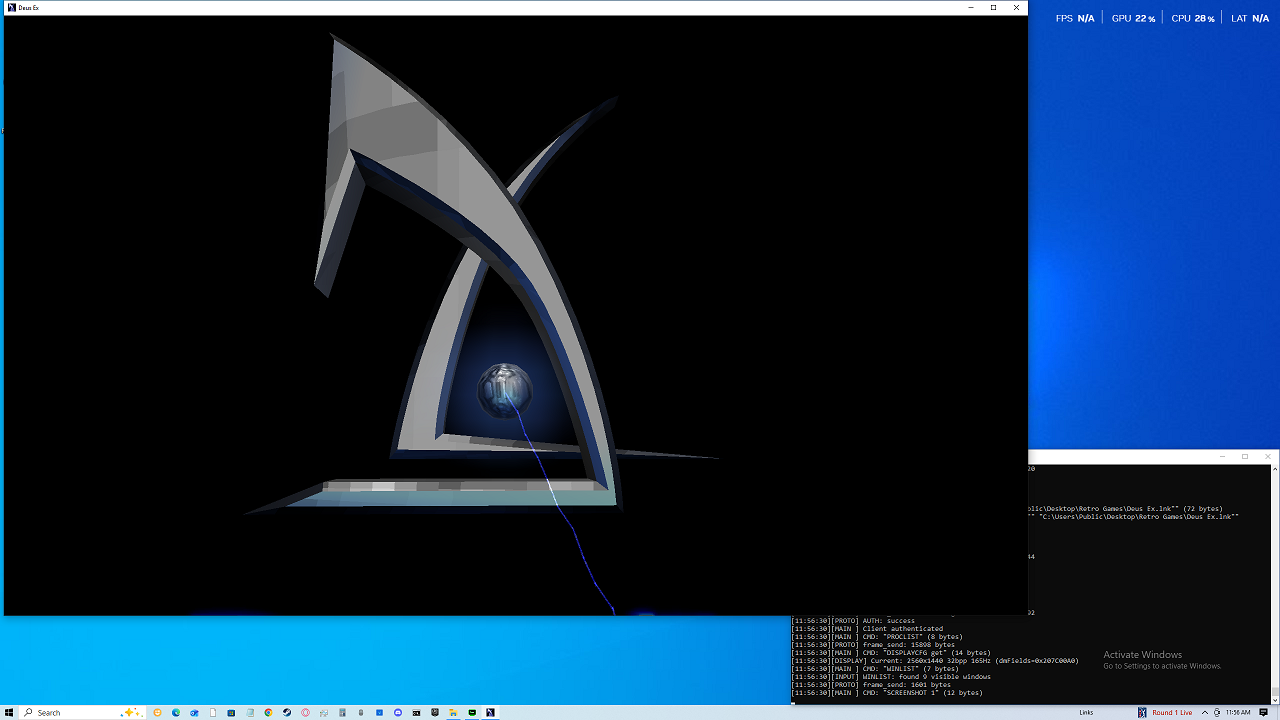 Deus Ex
FPS N/A GPU 22 % CPU 28 % LAT N/A
20
blic\Desktop\Retro Games\Deus Ex.lnk"" (72 bytes)
"" "C:\Users\Public\Desktop\Retro Games\Deus Ex.lnk""
44
02
[11:56:30][PROTO] AUTH: success
[11:56:30][MAIN ] Client authenticated
[11:56:30][MAIN ] CMD: "PROCLIST" (8 bytes)
[11:56:30][PROTO] frame_send: 15898 bytes
[11:56:30][MAIN ] CMD: "DISPLAYCFG get" (14 bytes)
[11:56:30][DISPLAY] Current: 2560x1440 32bpp 165Hz (dmFields=0x207C00A0)
[11:56:30][MAIN ] CMD: "WINLIST" (7 bytes)
[11:56:30][INPUT] WINLIST: found 9 visible windows
[11:56:30][PROTO] frame_send: 1601 bytes
[11:56:30][MAIN ] CMD: "SCREENSHOT 1" (12 bytes)
Activate Windows
Go to Settings to activate Windows.
Search
Links
Round 1 Live
11:56 AM